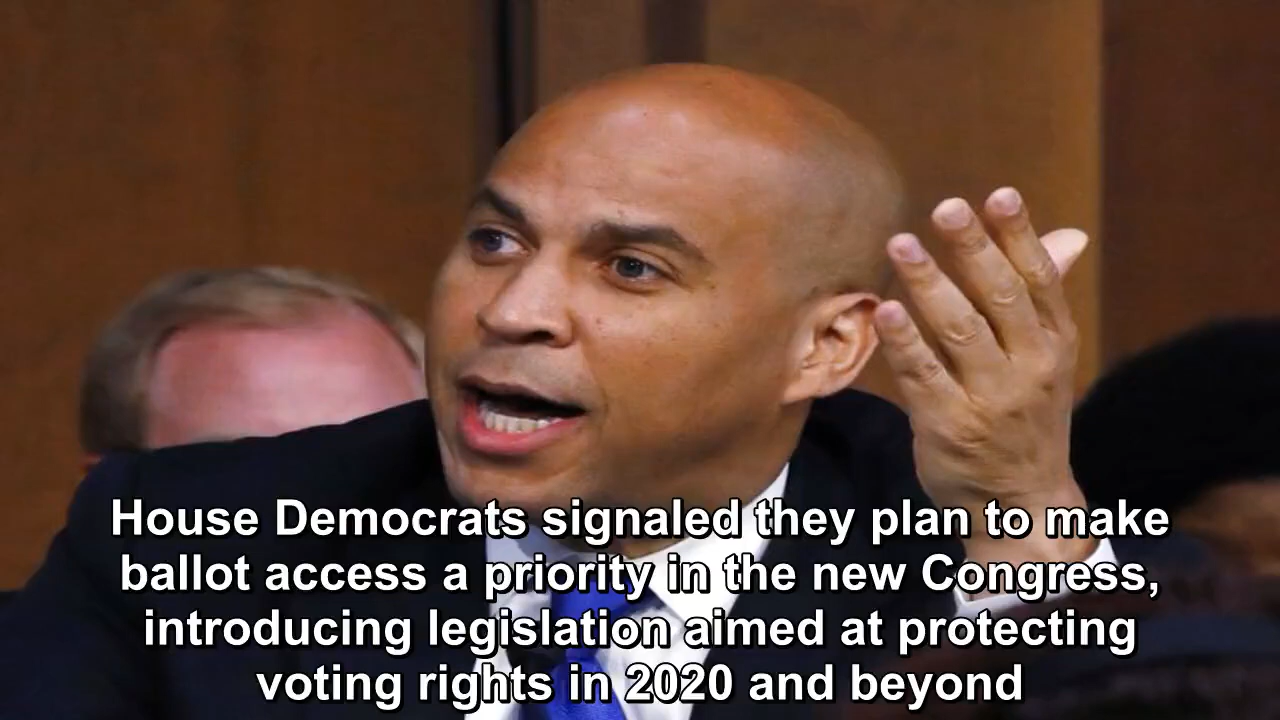 House Democrats signaled they plan to make
ballot access a priority in the new Congress,
introducing legislation aimed at protecting
voting rights in 2020 and beyond